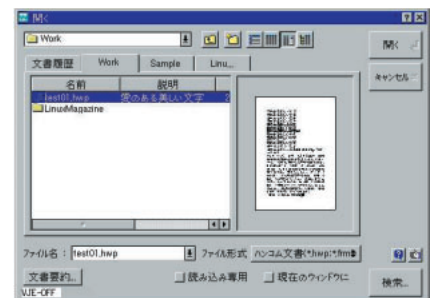 開く
Work
開く
文書履歴 Work Sample Linu...
キャンセル
名前 説明
test01.hwp 愛のある美しい文字 2
LinuxMagazine
ファイル名： test01.hwp
ファイル形式 ハンコム文書(*.hwp;*.frm
文書要約...
読み込み専用
現在のウィンドウに
検索...
VJE-OFF